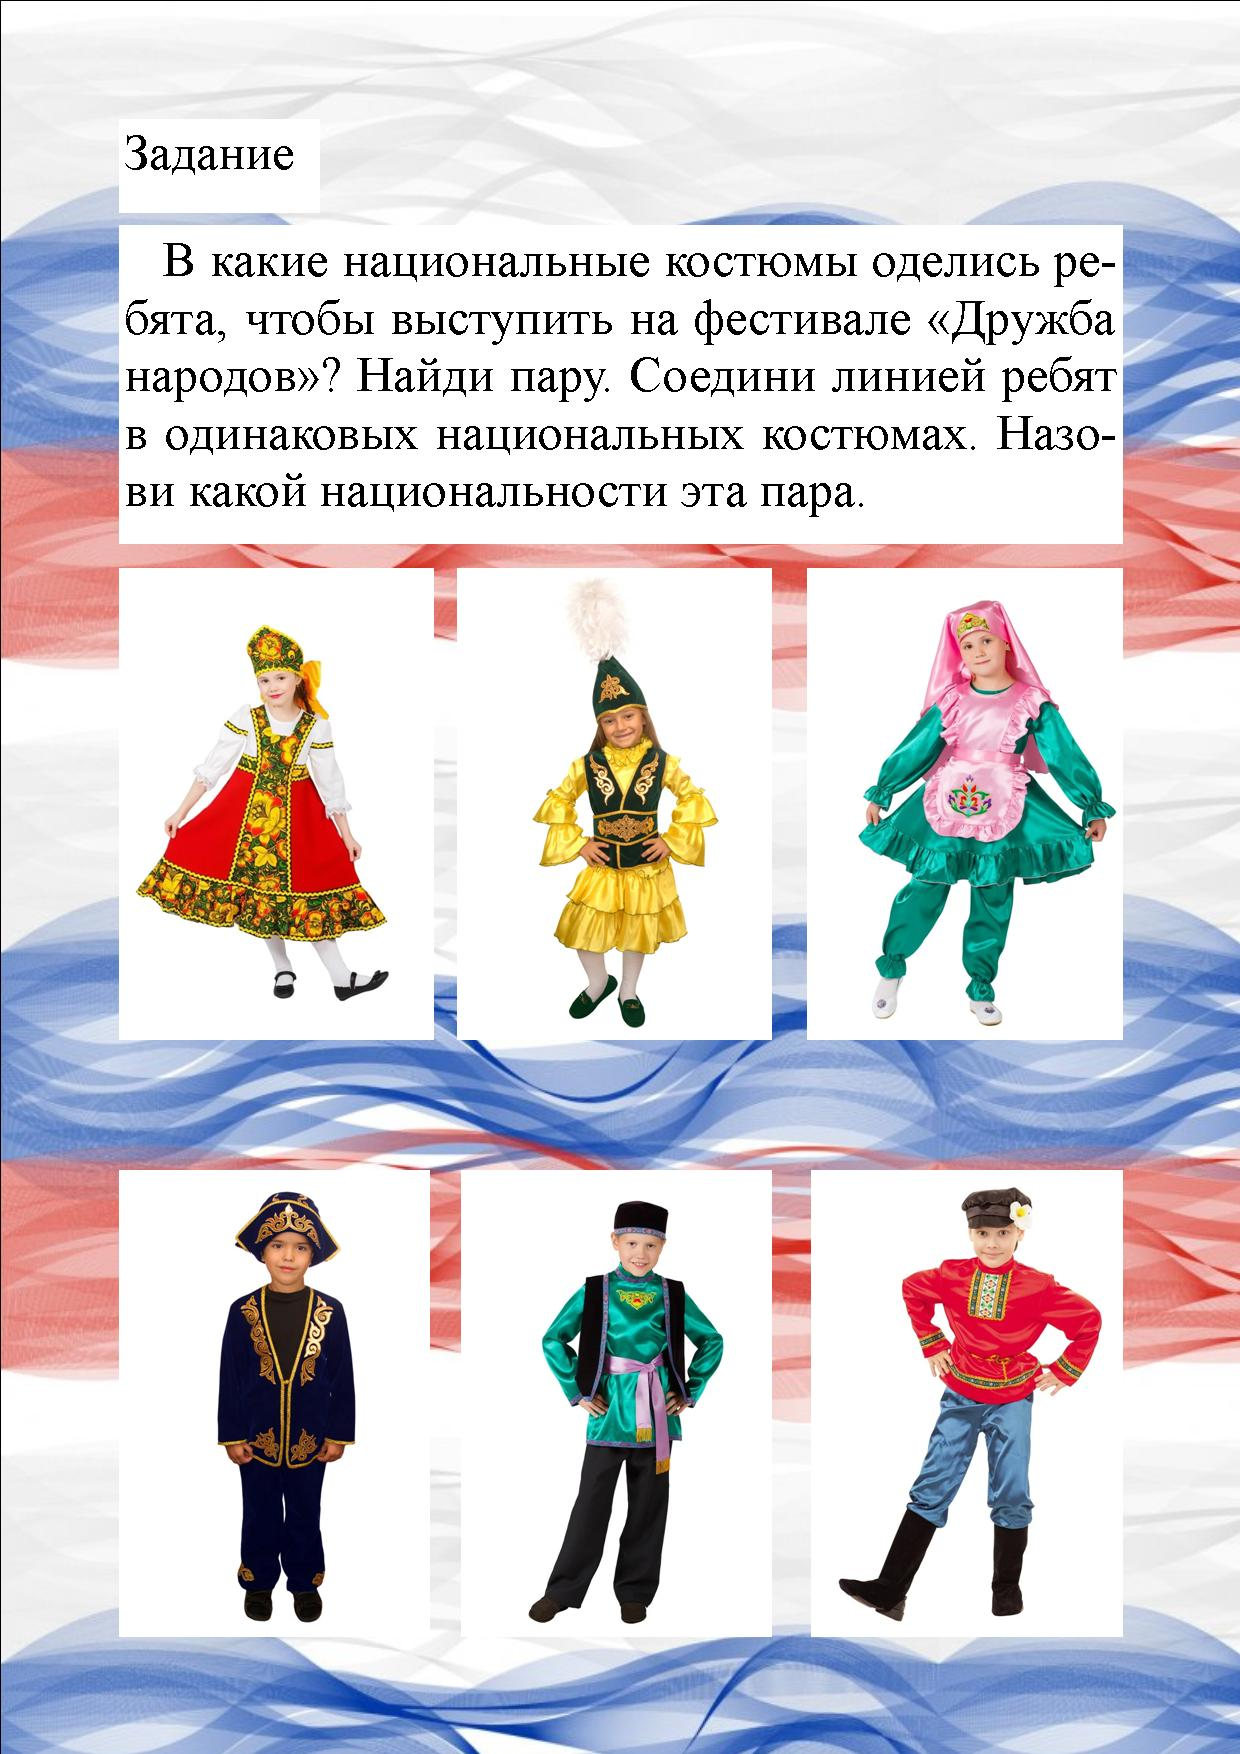 Задание
В какие национальные костюмы оделись ре-
бята, чтобы выступить на фестивале «Дружба
народов»? Найди пару. Соедини линией ребят
в одинаковых национальных костюмах. Назо-
ви какой национальности эта пара.